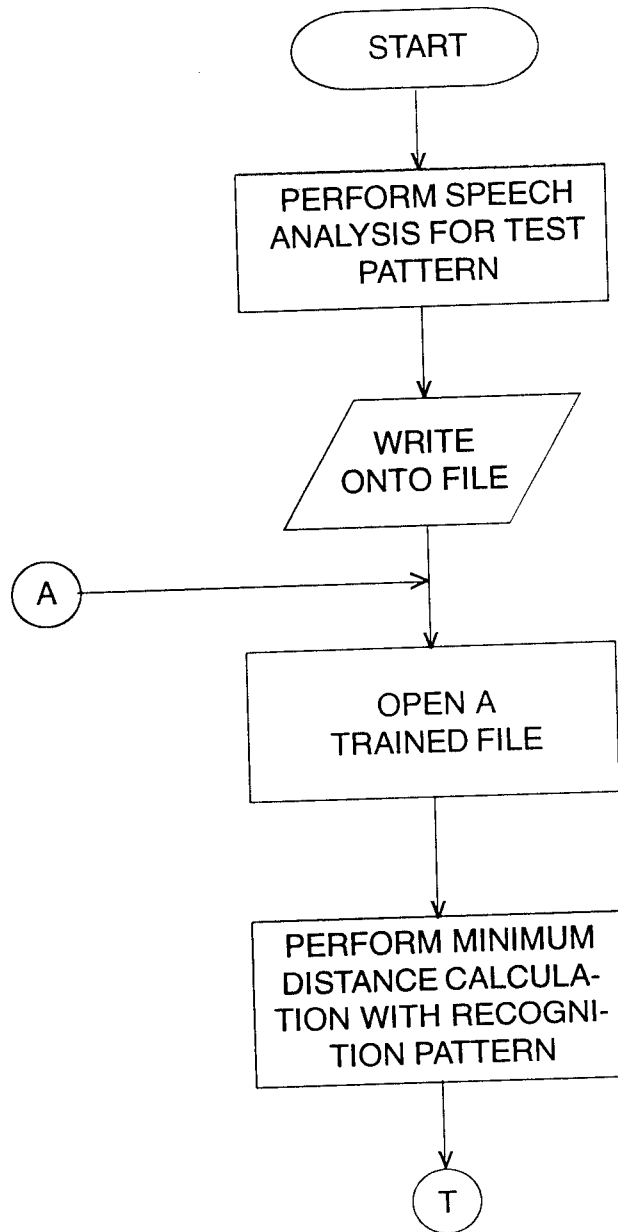 START
PERFORM SPEECH
ANALYSIS FOR TEST
PATTERN
WRITE
ONTO FILE
A
OPEN A
TRAINED FILE
PERFORM MINIMUM
DISTANCE CALCULA-
TION WITH RECOGNI-
TION PATTERN
T